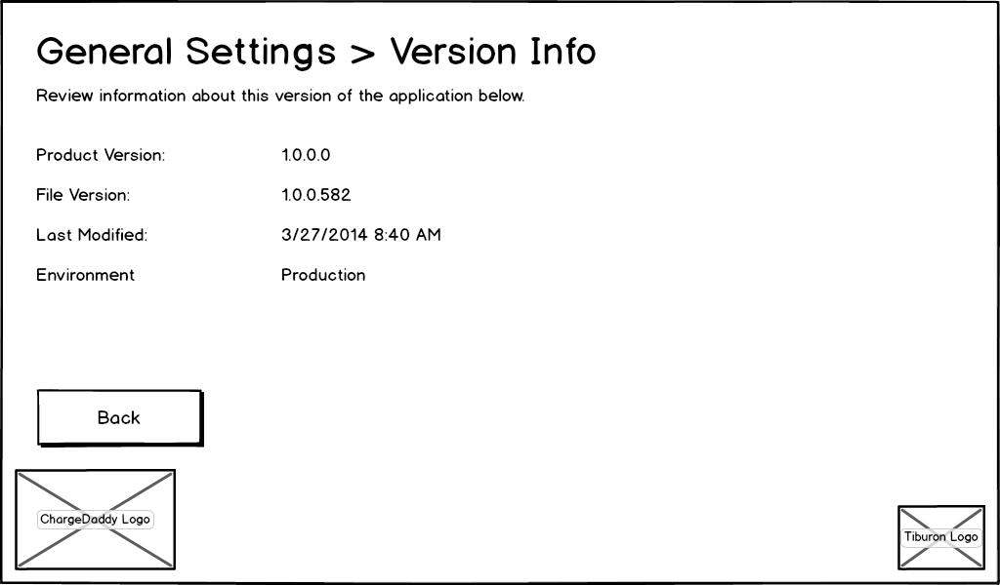 General Settings > Version Info
Review information about this version of the application below.
Product Version: 1.0.0.0
File Version: 1.0.0.582
Last Modified: 3/27/2014 8:40 AM
Environment Production
Back
ChargeDaddy Logo
Tiburon Logo